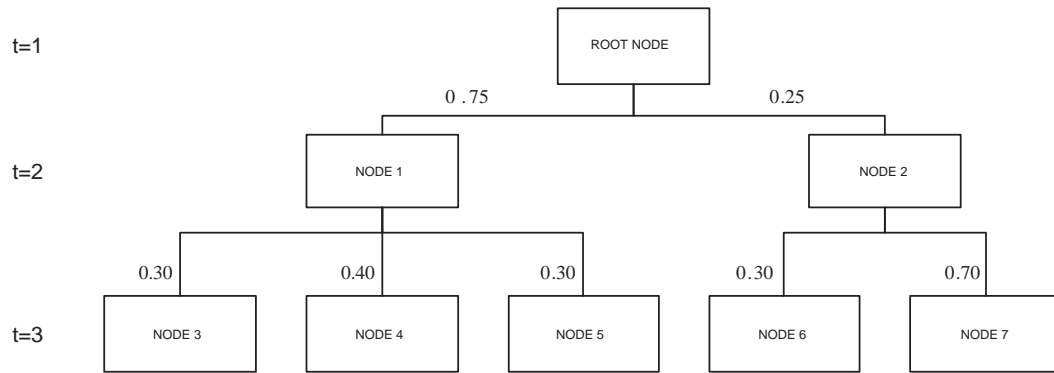 t=1
ROOT NODE
0 . 75
0.25
t=2
NODE 1
NODE 2
0.30
0.40
0.30
0.30
0.70
t=3
NODE 3
NODE 4
NODE 5
NODE 6
NODE 7